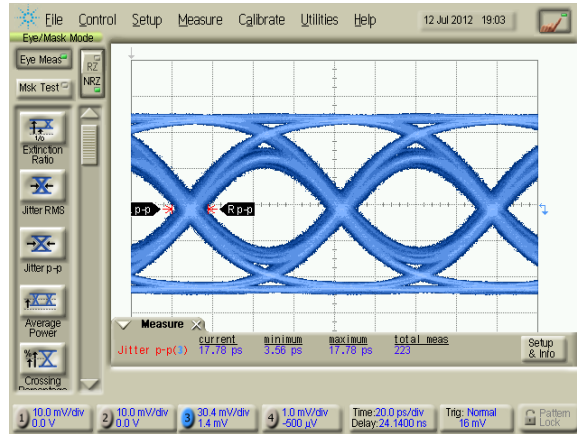 File Control Setup Measure Calibrate Utilities Help 12 Jul 2012 19:03
Eye/Mask Mode
Eye Meas
RZ
NRZ
Msk Test
1/0
Extinction
Ratio
Jitter RMS
Jitter p-p
Average
Power
%
Crossing
p-p
R p-p
Measure
current minimum maximum total meas
Jitter p-p(3) 17.78 ps 3.56 ps 17.78 ps 223
Setup
& Info
1) 10.0 mV/div
0.0 V
2) 10.0 mV/div
0.0 V
3) 30.4 mV/div
1.4 mV
4) 1.0 mV/div
-500 µV
Time:20.0 ps/div
Delay:24.1400 ns
Trig: Normal
16 mV
Pattern
Lock